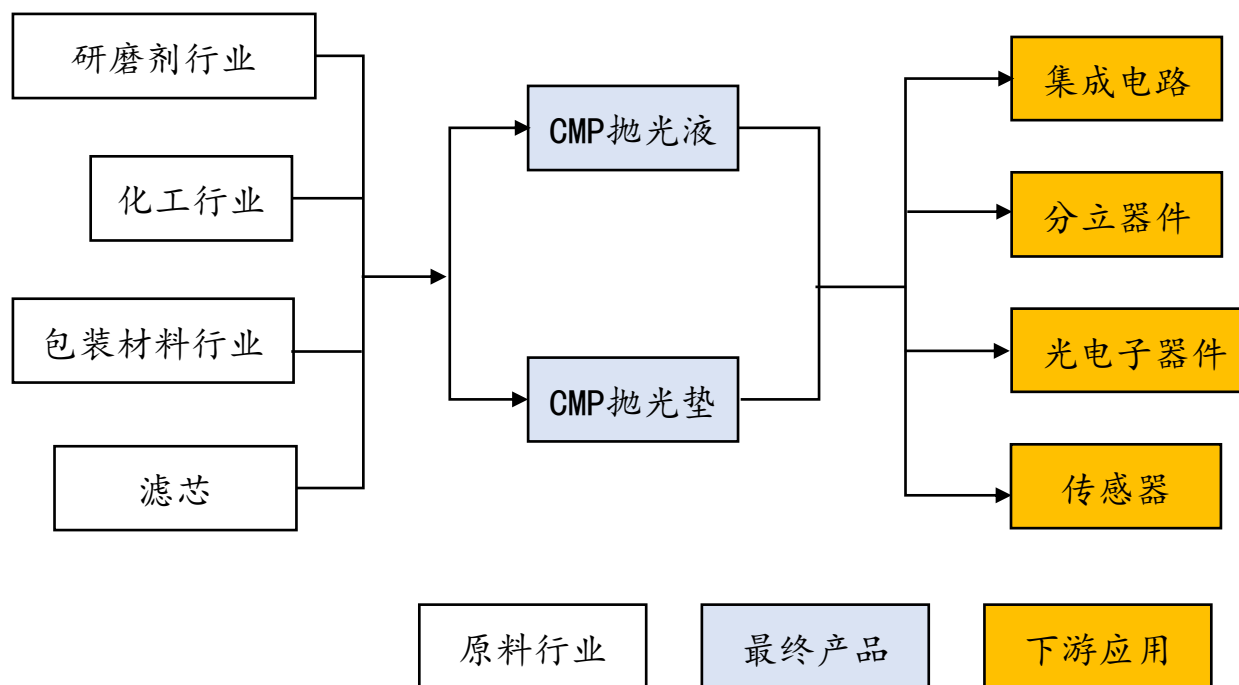 研磨剂行业
化工行业
包装材料行业
滤芯
CMP抛光液
CMP抛光垫
集成电路
分立器件
光电子器件
传感器
原料行业
最终产品
下游应用